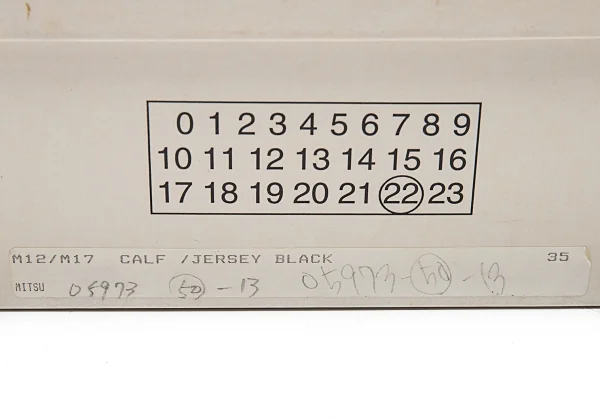 0 1 2 3 4 5 6 7 8 9
10 11 12 13 14 15 16
17 18 19 20 21 22 23
M12/M17 CALF /JERSEY BLACK 35
MITSU 05973 50 - 13 05973-50-13